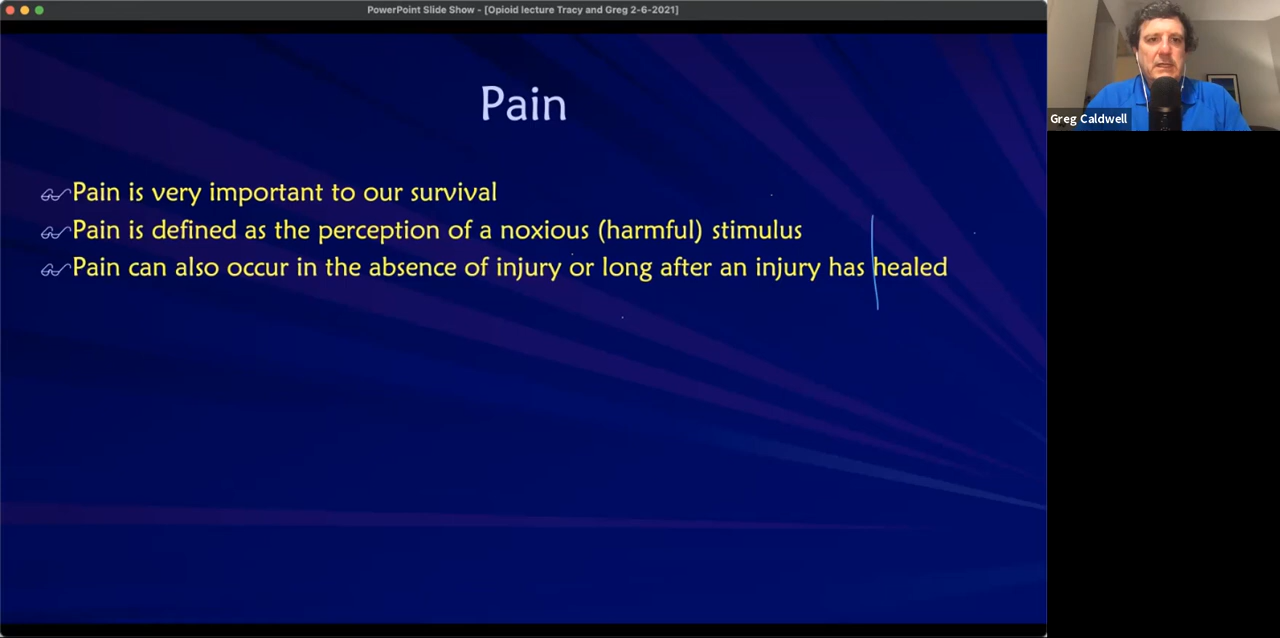 PowerPoint Slide Show - [Opioid lecture Tracy and Greg 2-6-2021]
Pain
Pain is very important to our survival
Pain is defined as the perception of a noxious (harmful) stimulus
Pain can also occur in the absence of injury or long after an injury has healed
Greg Caldwell